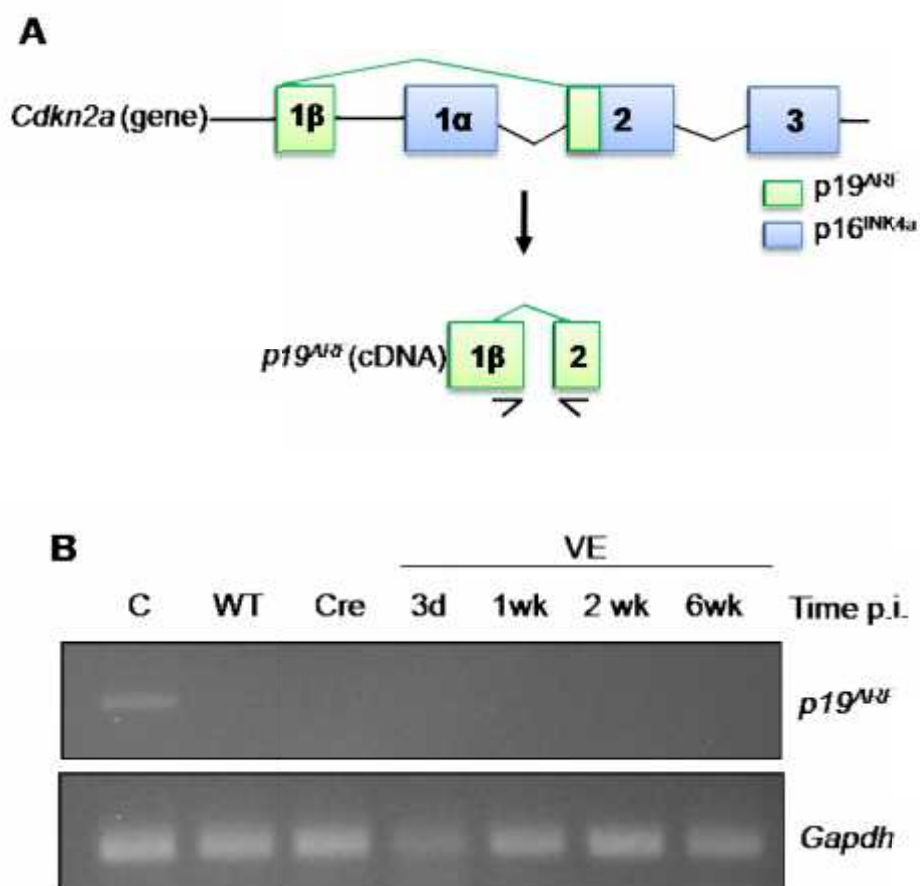 A
Cdkn2a (gene) 1β 1α 2 3
p19ARF
p16INK4a
p19ARF (cDNA) 1β 2
B
VE
C WT Cre 3d 1wk 2 wk 6wk Time p.i.
p19ARF
Gapdh